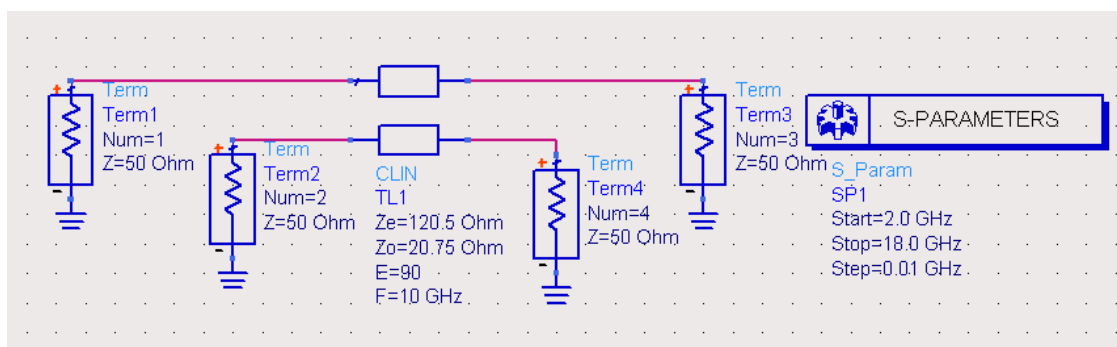 Term
Term1
Num=1
Z=50 Ohm
Term
Term2
Num=2
Z=50 Ohm
CLIN
TL1
Ze=120.5 Ohm
Zo=20.75 Ohm
E=90
F=10 GHz
Term
Term4
Num=4
Z=50 Ohm
Term
Term3
Num=3
Z=50 Ohm
S-PARAMETERS
S_Param
SP1
Start=2.0 GHz
Stop=18.0 GHz
Step=0.01